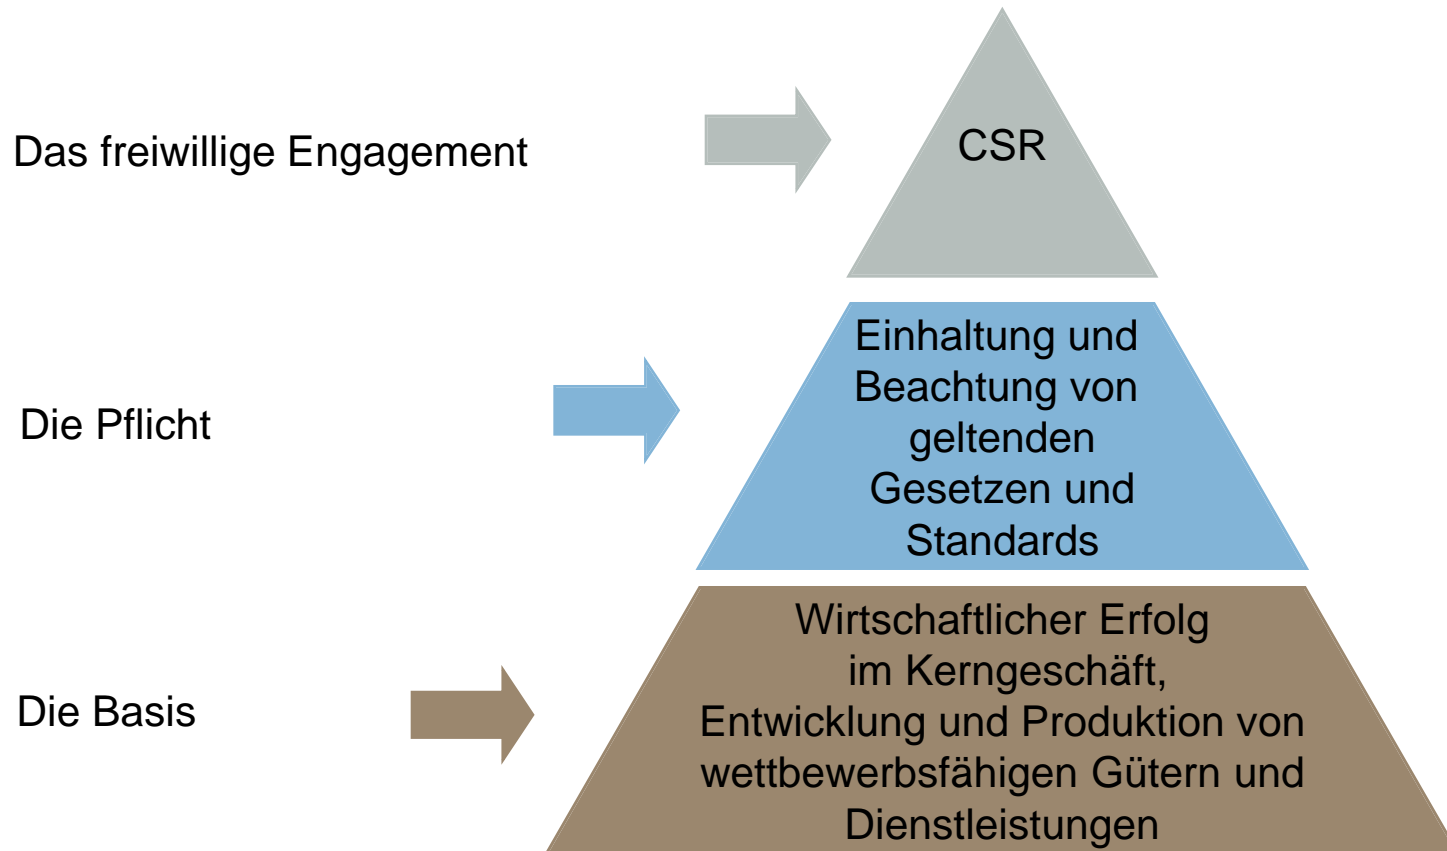 Das freiwillige Engagement
CSR
Die Pflicht
Einhaltung und
Beachtung von
geltenden
Gesetzen und
Standards
Die Basis
Wirtschaftlicher Erfolg
im Kerngeschäft,
Entwicklung und Produktion von
wettbewerbsfähigen Gütern und
Dienstleistungen